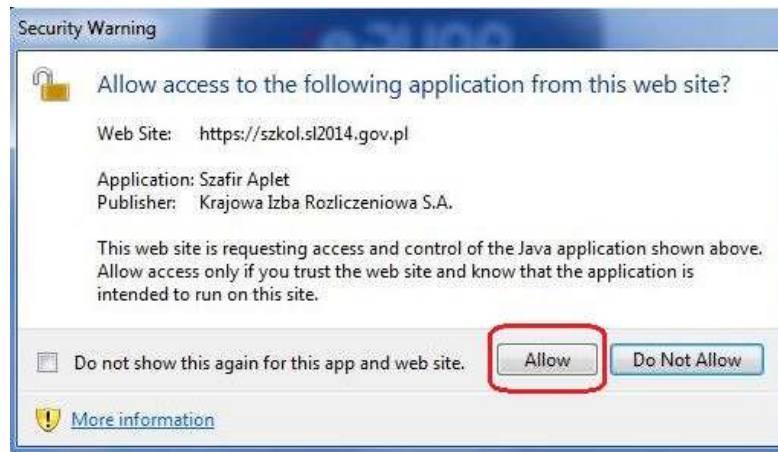 Security Warning
Allow access to the following application from this web site?
Web Site: https://szkol.sl2014.gov.pl
Application: Szafir Aplet
Publisher: Krajowa Izba Rozliczeniowa S.A.
This web site is requesting access and control of the Java application shown above.
Allow access only if you trust the web site and know that the application is
intended to run on this site.
Do not show this again for this app and web site. Allow Do Not Allow
More information